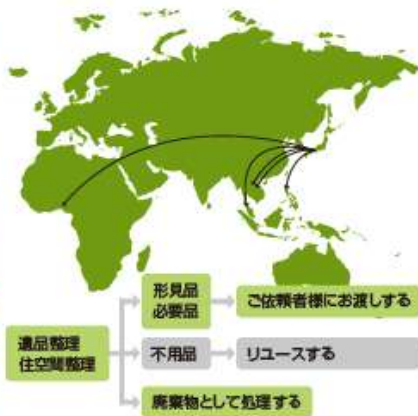 遺品整理
住空間整理
形見品
必要品
ご依頼者様にお渡しする
不用品
リユースする
廃棄物として処理する